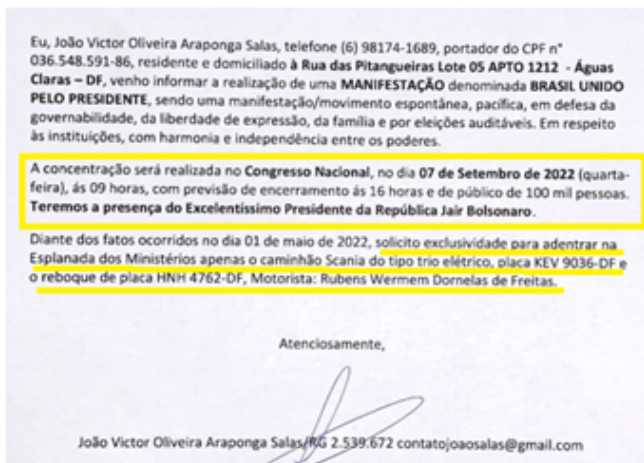 Eu, João Victor Oliveira Araponga Salas, telefone (6) 98174-1689, portador do CPF n°
036.548.591-86, residente e domiciliado à Rua das Pitangueiras Lote 05 APTO 1212 - Águas
Claras – DF, venho informar a realização de uma MANIFESTAÇÃO denominada BRASIL UNIDO
PELO PRESIDENTE, sendo uma manifestação/movimento espontânea, pacífica, em defesa da
governabilidade, da liberdade de expressão, da família e por eleições auditáveis. Em respeito
às instituições, com harmonia e independência entre os poderes.
A concentração será realizada no Congresso Nacional, no dia 07 de Setembro de 2022 (quarta-
feira), ás 09 horas, com previsão de encerramento ás 16 horas e de público de 100 mil pessoas.
Teremos a presença do Excelentíssimo Presidente da República Jair Bolsonaro.
Diante dos fatos ocorridos no dia 01 de maio de 2022, solicito exclusividade para adentrar na
Esplanada dos Ministérios apenas o caminhão Scania do tipo trio elétrico, placa KEV 9036-DF e
o reboque de placa HNH 4762-DF, Motorista: Rubens Wermem Dornelas de Freitas.
Atenciosamente,
João Victor Oliveira Araponga Salas/RG 2.539.672 contatojoaosalas@gmail.com